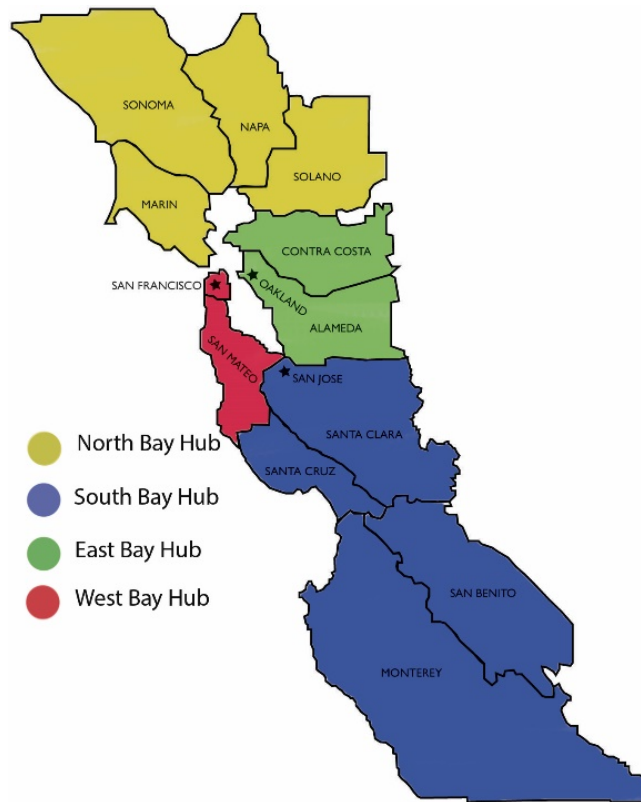 SONOMA
NAPA
SOLANO
MARIN
CONTRA COSTA
SAN FRANCISCO
OAKLAND
ALAMEDA
SAN MATEO
SAN JOSE
SANTA CLARA
SANTA CRUZ
North Bay Hub
South Bay Hub
East Bay Hub
West Bay Hub
SAN BENITO
MONTEREY